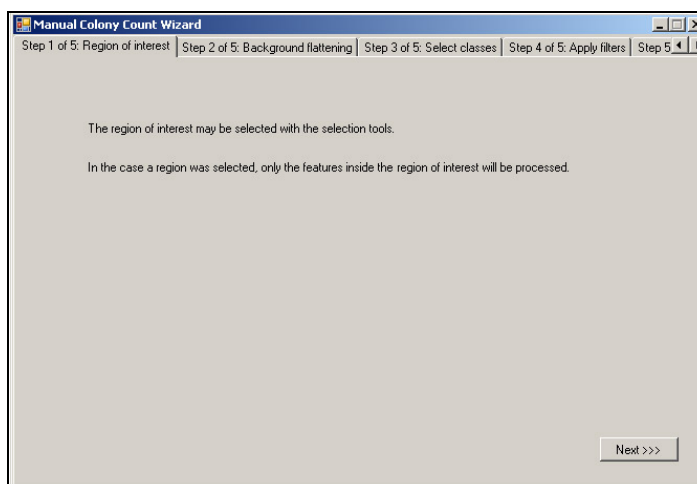 Manual Colony Count Wizard
Step 1 of 5: Region of interest Step 2 of 5: Background flattening Step 3 of 5: Select classes Step 4 of 5: Apply filters Step 5
The region of interest may be selected with the selection tools.
In the case a region was selected, only the features inside the region of interest will be processed.
Next >>>